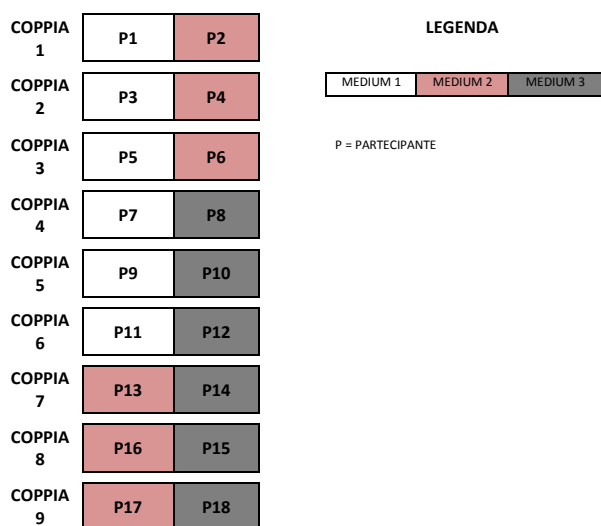 COPPIA
1
P1
P2
LEGENDA
COPPIA
2
P3
P4
MEDIUM 1
MEDIUM 2
MEDIUM 3
COPPIA
3
P5
P6
P = PARTECIPANTE
COPPIA
4
P7
P8
COPPIA
5
P9
P10
COPPIA
6
P11
P12
COPPIA
7
P13
P14
COPPIA
8
P16
P15
COPPIA
9
P17
P18